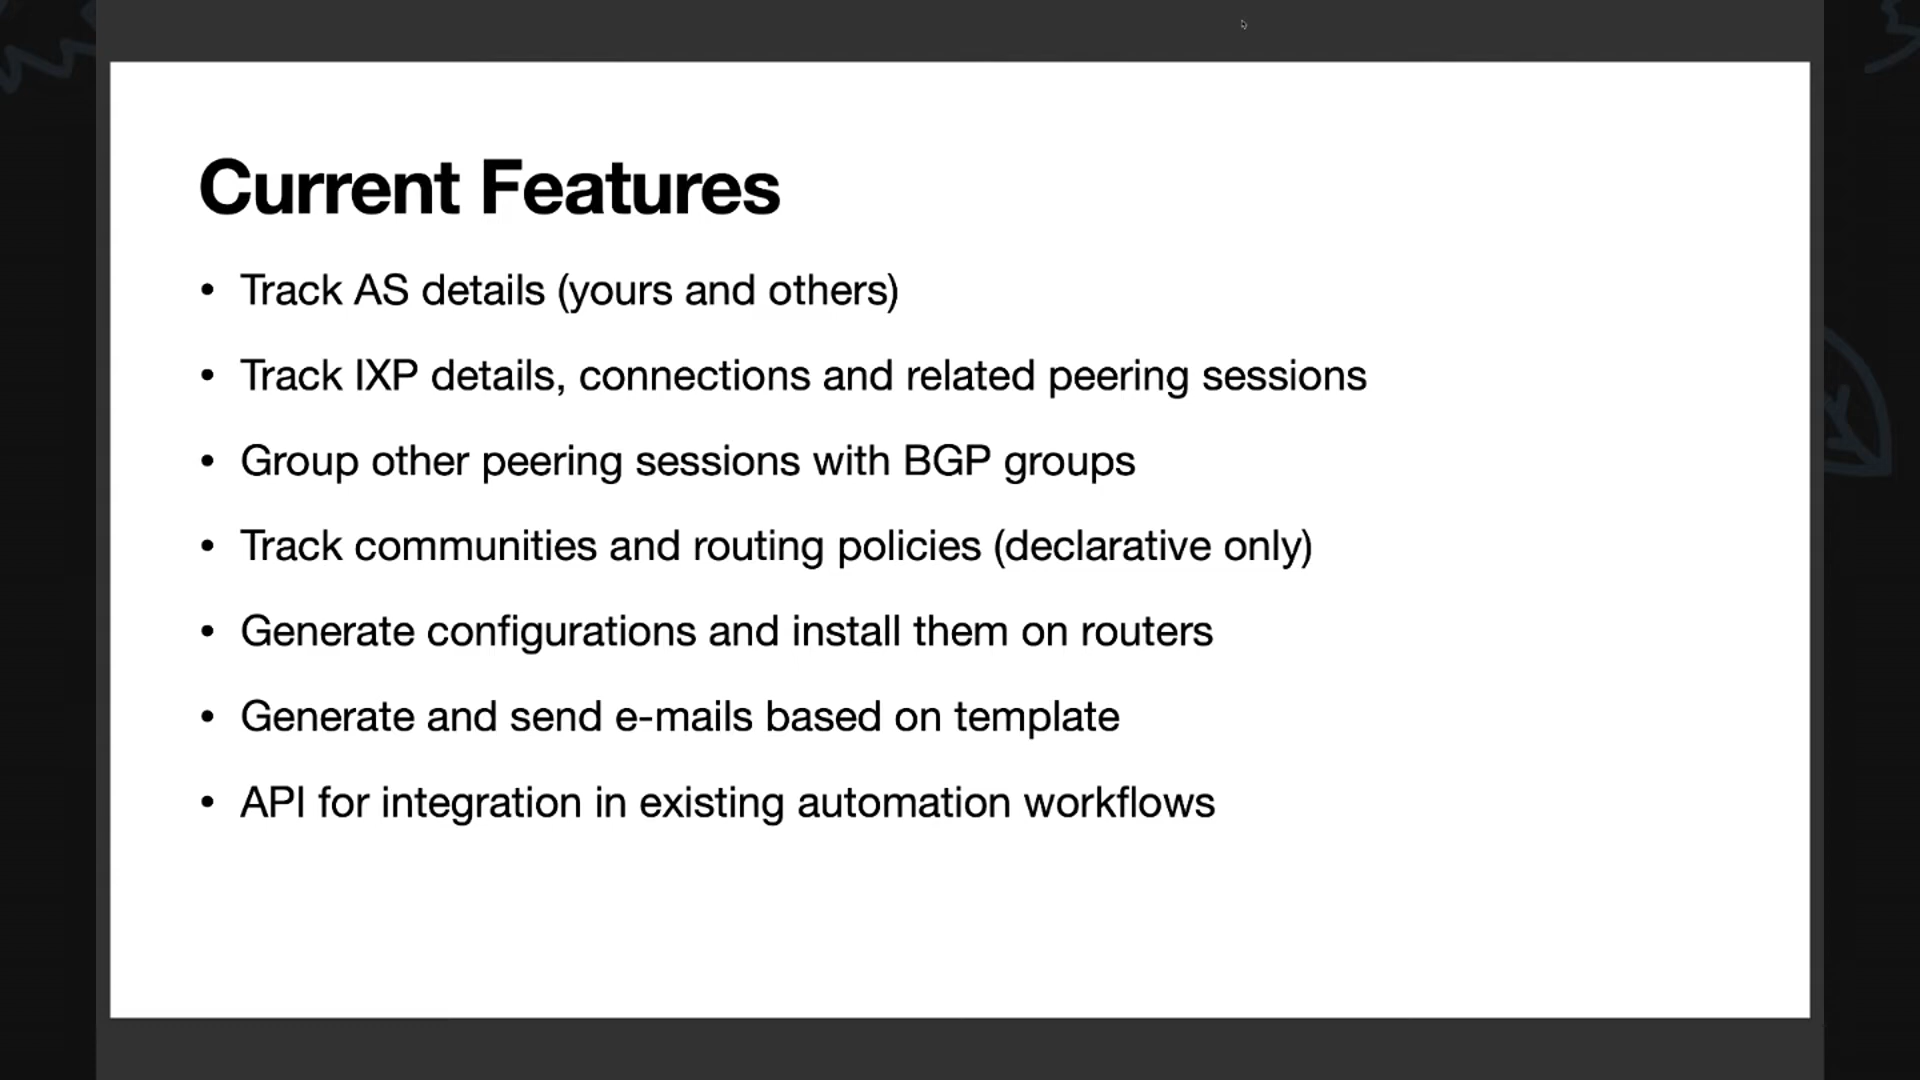 Current Features
• Track AS details (yours and others)
• Track IXP details, connections and related peering sessions
• Group other peering sessions with BGP groups
• Track communities and routing policies (declarative only)
• Generate configurations and install them on routers
• Generate and send e-mails based on template
• API for integration in existing automation workflows